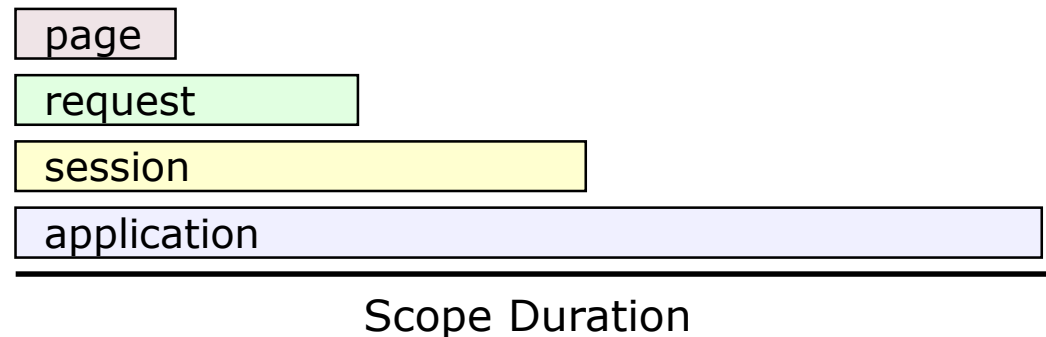 page
request
session
application
Scope Duration